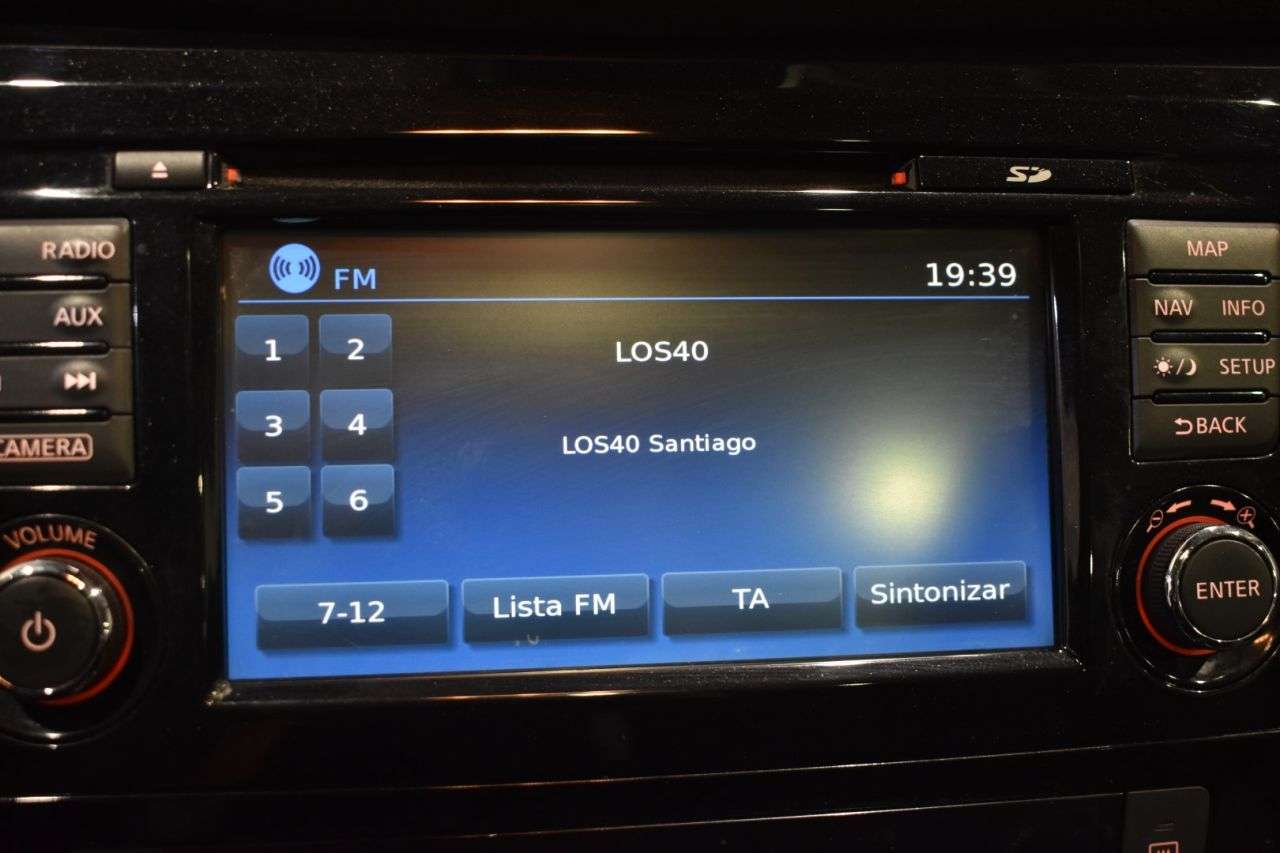 SD
RADIO
AUX
CAMERA
VOLUME
FM
19:39
1 2
3 4
5 6
LOS40
LOS40 Santiago
7-12
Lista FM
TA
Sintonizar
MAP
NAV INFO
SETUP
BACK
ENTER